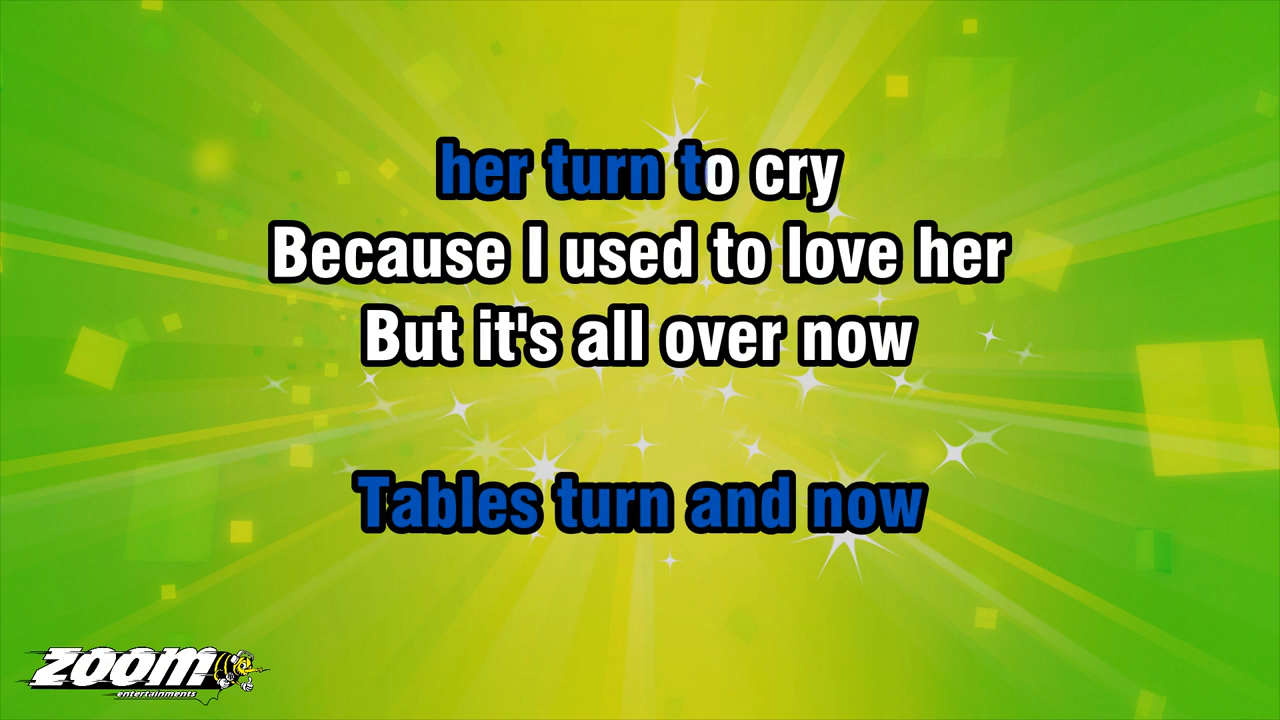 her turn to cry
Because I used to love her
But it's all over now
Tables turn and now
zoom
entertainments